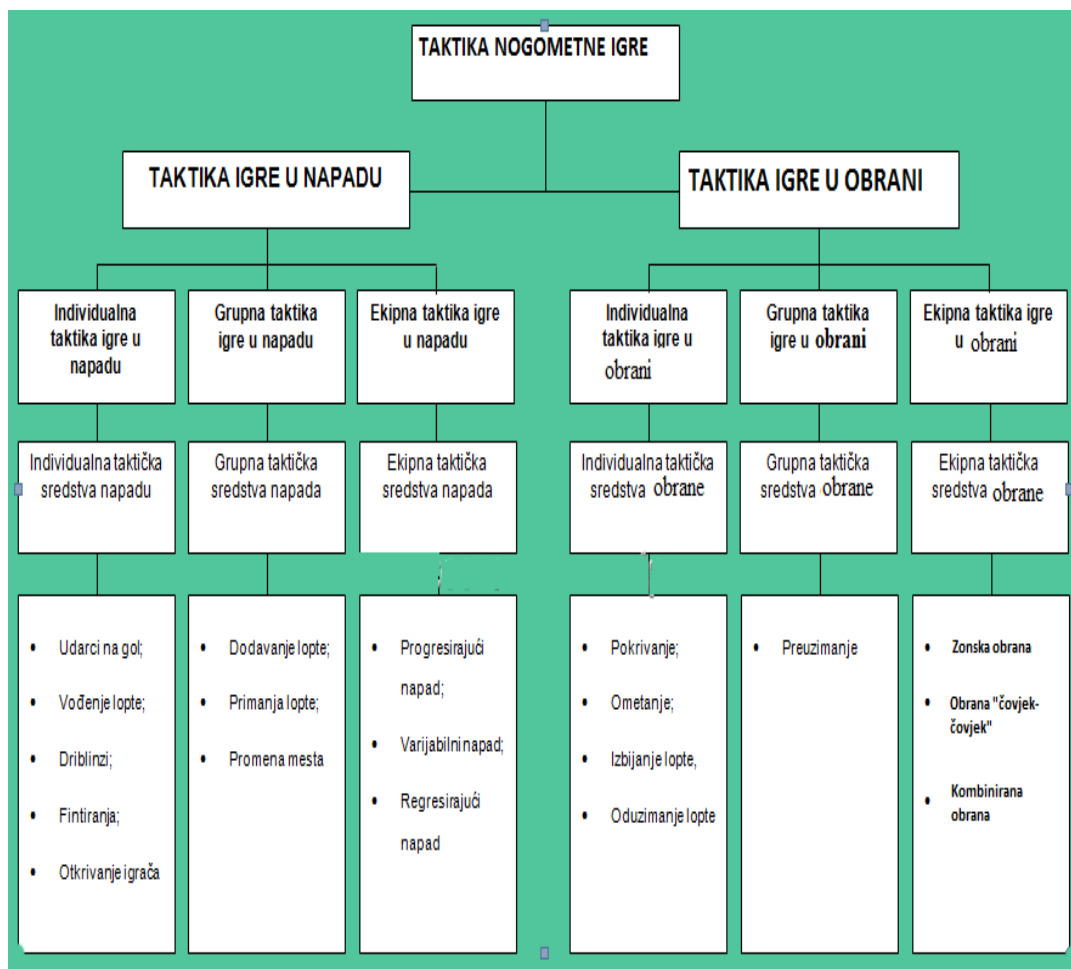 TAKTIKA NOGOMETNE IGRE
TAKTIKA IGRE U NAPADU
TAKTIKA IGRE U OBRANI
Individualna
taktika igre u
napadu
Grupna taktika
igre u napadu
Ekipna taktika igre
u napadu
Individualna
taktika igre u
obrani
Grupna taktika
igre u obrani
Ekipna taktika igre
u obrani
Individualna taktička
sredstva napadu
Grupna taktička
sredstva napada
Ekipna taktička
sredstva napada
Individualna taktička
sredstva obrane
Grupna taktička
sredstva obrane
Ekipna taktička
sredstva obrane
• Udarci na gol;
• Vođenje lopte;
• Driblinzi;
• Fintiranja;
• Otkrivanje igrača
• Dodavanje lopte;
• Primanja lopte;
• Promena mesta
• Progresirajući
napad;
• Varijabilni napad;
• Regresirajući
napad
• Pokrivanje;
• Ometanje;
• Izbijanje lopte,
• Oduzimanje lopte
• Preuzimanje
• Zonska obrana
• Obrana "čovjek-
čovjek"
• Kombinirana
obrana